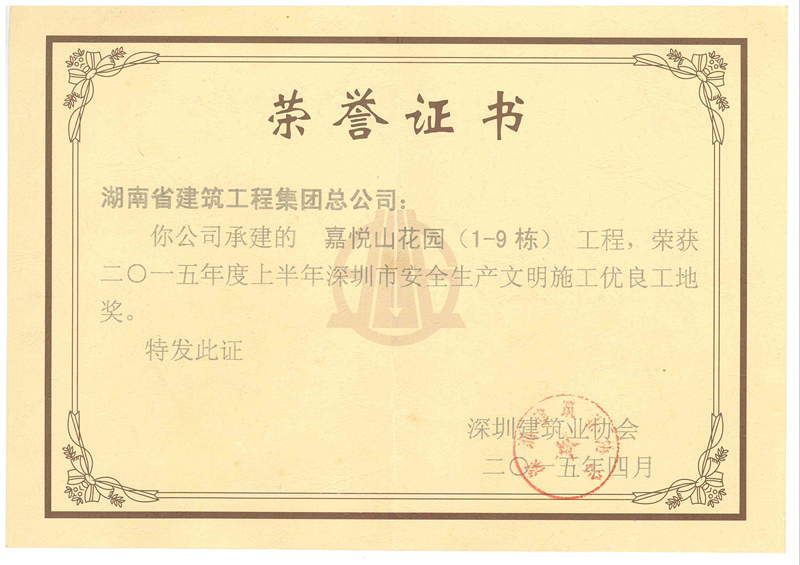 荣誉证书
湖南省建筑工程集团总公司：
你公司承建的 嘉悦山花园（1-9栋） 工程，荣获
二〇一五年度上半年深圳市安全生产文明施工优良工地
奖。
特发此证
深圳建筑业协会
二〇一五年四月